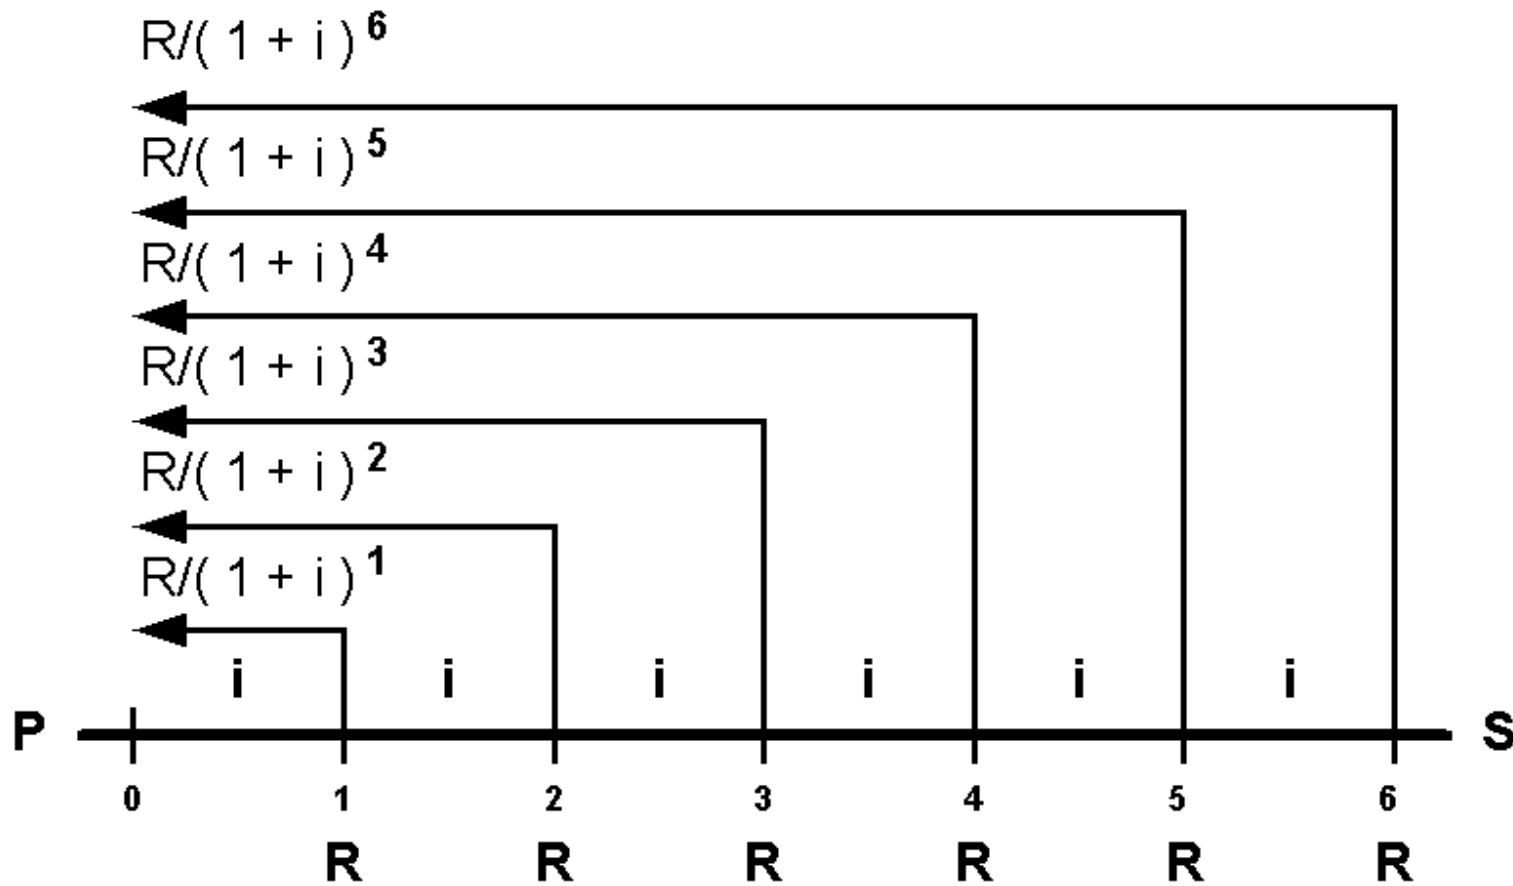 R/( 1 + i )⁶
R/( 1 + i )⁵
R/( 1 + i )⁴
R/( 1 + i )³
R/( 1 + i )²
R/( 1 + i )¹
i i i i i i
P S
0 1 2 3 4 5 6
R R R R R R